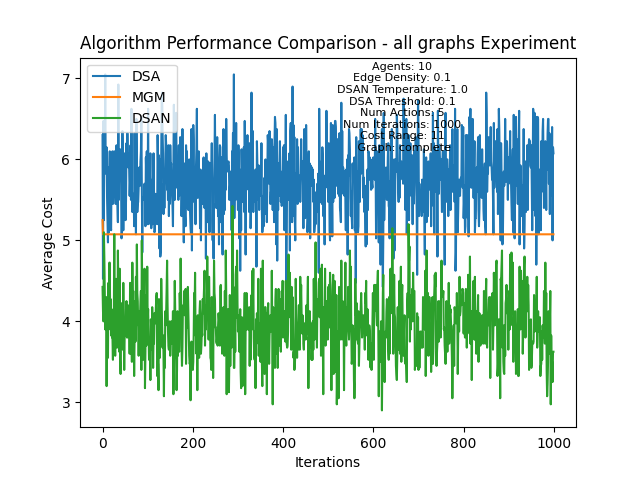 Algorithm Performance Comparison - all graphs Experiment
DSA
MGM
DSAN
Agents: 10
Edge Density: 0.1
DSAN Temperature: 1.0
DSA Threshold: 0.1
Num Actions: 5
Num Iterations: 1000
Cost Range: 11
Graph: complete
7
6
5
4
3
Average Cost
0
200
400
600
800
1000
Iterations